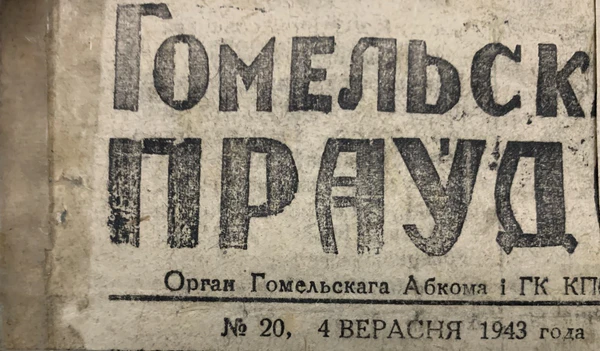 Гомельск
ПРАУД
Орган Гомельскага Абкома і ГК КП
№ 20, 4 ВЕРАСНЯ 1943 года